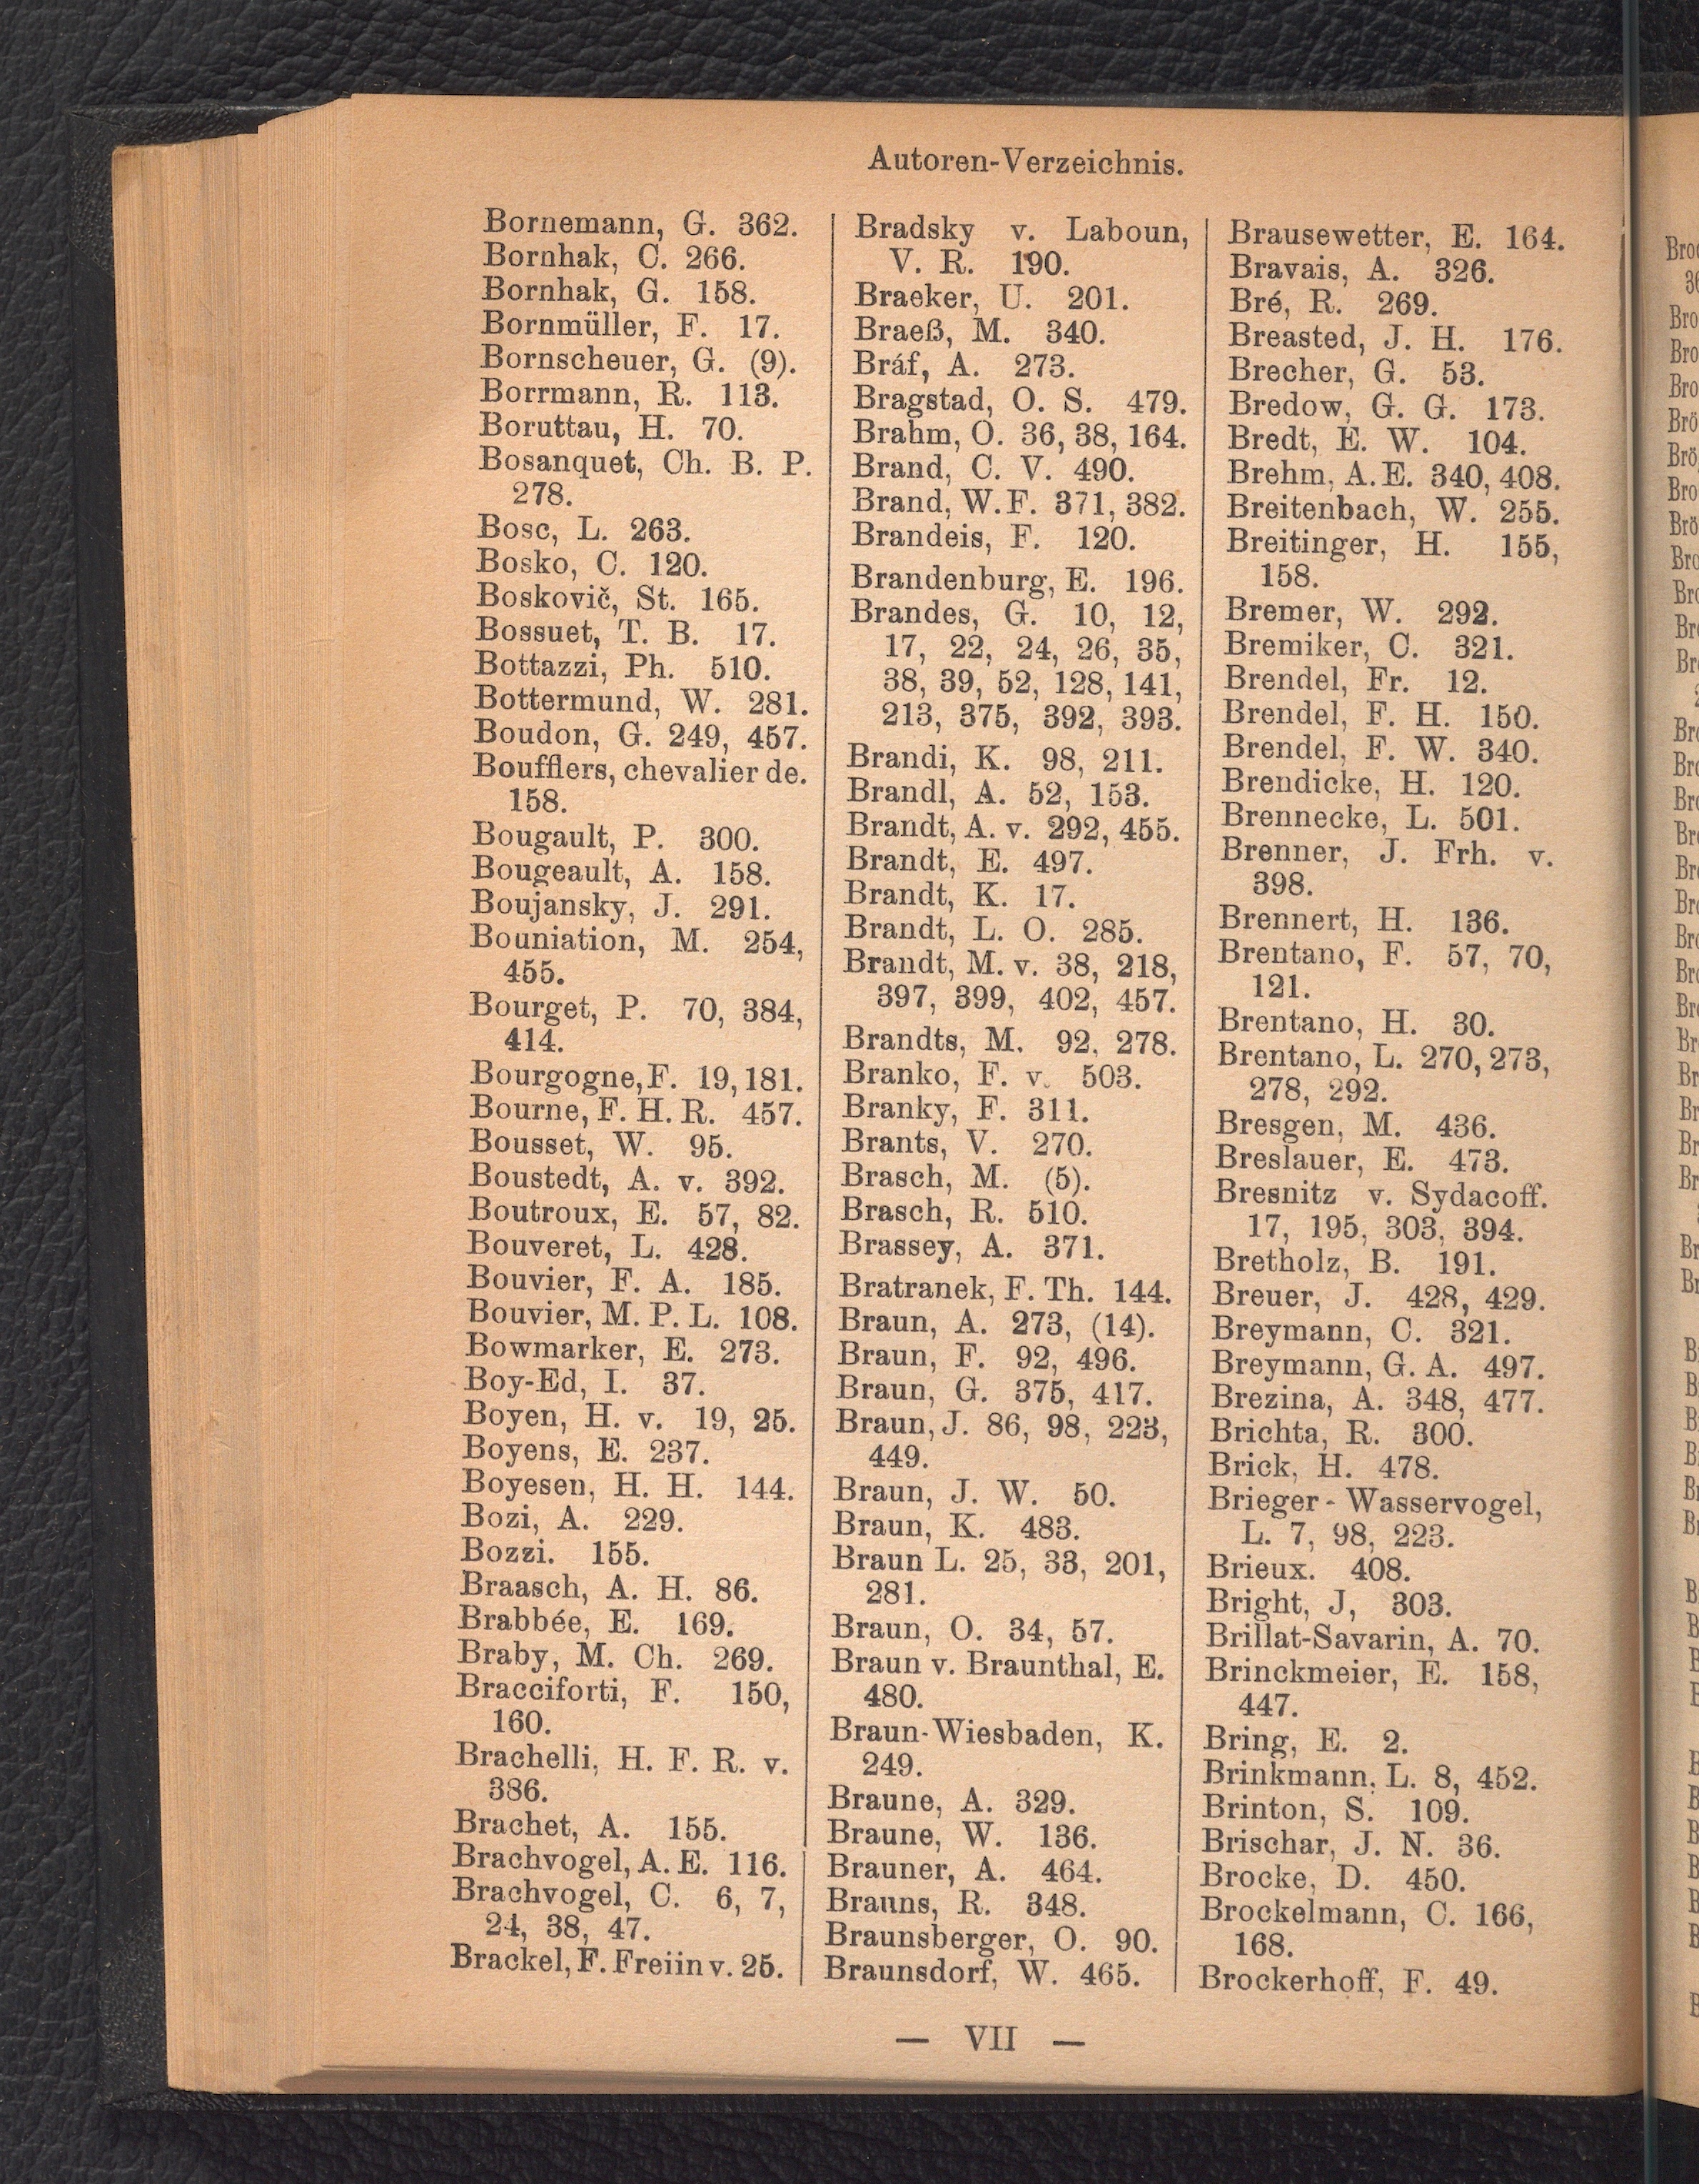 Autoren-Verzeichnis.
Bornemann, G. 362.
Bornhak, C. 266.
Bornhak, G. 158.
Bornmüller, F. 17.
Bornscheuer, G. (9).
Borrmann, R. 113.
Boruttau, H. 70.
Bosanquet, Ch. B. P.
278.
Bosc, L. 263.
Bosko, C. 120.
Boskovič, St. 165.
Bossuet, T. B. 17.
Bottazzi, Ph. 510.
Bottermund, W. 281.
Boudon, G. 249, 457.
Boufflers, chevalier de.
158.
Bougault, P. 300.
Bougeault, A. 158.
Boujansky, J. 291.
Bouniation, M. 254,
455.
Bourget, P. 70, 384,
414.
Bourgogne, F. 19, 181.
Bourne, F. H. R. 457.
Bousset, W. 95.
Boustedt, A. v. 392.
Boutroux, E. 57, 82.
Bouveret, L. 428.
Bouvier, F. A. 185.
Bouvier, M. P. L. 108.
Bowmarker, E. 273.
Boy-Ed, I. 37.
Boyen, H. v. 19, 25.
Boyens, E. 237.
Boyesen, H. H. 144.
Bozi, A. 229.
Bozzi. 155.
Braasch, A. H. 86.
Brabbée, E. 169.
Braby, M. Ch. 269.
Bracciforti, F. 150,
160.
Brachelli, H. F. R. v.
386.
Brachet, A. 155.
Brachvogel, A. E. 116.
Brachvogel, C. 6, 7,
24, 38, 47.
Brackel, F. Freiin v. 25.
Bradsky v. Laboun,
V. R. 190.
Braeker, U. 201.
Braeß, M. 340.
Bráf, A. 273.
Bragstad, O. S. 479.
Brahm, O. 36, 38, 164.
Brand, C. V. 490.
Brand, W. F. 371, 382.
Brandeis, F. 120.
Brandenburg, E. 196.
Brandes, G. 10, 12,
17, 22, 24, 26, 35,
38, 39, 52, 128, 141,
213, 375, 392, 393.
Brandi, K. 98, 211.
Brandl, A. 52, 153.
Brandt, A. v. 292, 455.
Brandt, E. 497.
Brandt, K. 17.
Brandt, L. O. 285.
Brandt, M. v. 38, 218,
397, 399, 402, 457.
Brandts, M. 92, 278.
Branko, F. v. 503.
Branky, F. 311.
Brants, V. 270.
Brasch, M. (5).
Brasch, R. 510.
Brassey, A. 371.
Bratranek, F. Th. 144.
Braun, A. 273, (14).
Braun, F. 92, 496.
Braun, G. 375, 417.
Braun, J. 86, 98, 223,
449.
Braun, J. W. 50.
Braun, K. 483.
Braun L. 25, 33, 201,
281.
Braun, O. 34, 57.
Braun v. Braunthal, E.
480.
Braun-Wiesbaden, K.
249.
Braune, A. 329.
Braune, W. 136.
Brauner, A. 464.
Brauns, R. 348.
Braunsberger, O. 90.
Braunsdorf, W. 465.
Brausewetter, E. 164.
Bravais, A. 326.
Bré, R. 269.
Breasted, J. H. 176.
Brecher, G. 53.
Bredow, G. G. 173.
Bredt, E. W. 104.
Brehm, A. E. 340, 408.
Breitenbach, W. 255.
Breitinger, H. 155,
158.
Bremer, W. 292.
Bremiker, C. 321.
Brendel, Fr. 12.
Brendel, F. H. 150.
Brendel, F. W. 340.
Brendicke, H. 120.
Brennecke, L. 501.
Brenner, J. Frh. v.
398.
Brennert, H. 136.
Brentano, F. 57, 70,
121.
Brentano, H. 30.
Brentano, L. 270, 273,
278, 292.
Bresgen, M. 436.
Breslauer, E. 473.
Bresnitz v. Sydacoff.
17, 195, 303, 394.
Bretholz, B. 191.
Breuer, J. 428, 429.
Breymann, C. 321.
Breymann, G. A. 497.
Brezina, A. 348, 477.
Brichta, R. 300.
Brick, H. 478.
Brieger-Wasservogel,
L. 7, 98, 223.
Brieux. 408.
Bright, J, 303.
Brillat-Savarin, A. 70.
Brinckmeier, E. 158,
447.
Bring, E. 2.
Brinkmann, L. 8, 452.
Brinton, S. 109.
Brischar, J. N. 36.
Brocke, D. 450.
Brockelmann, C. 166,
168.
Brockerhoff, F. 49.
— VII —